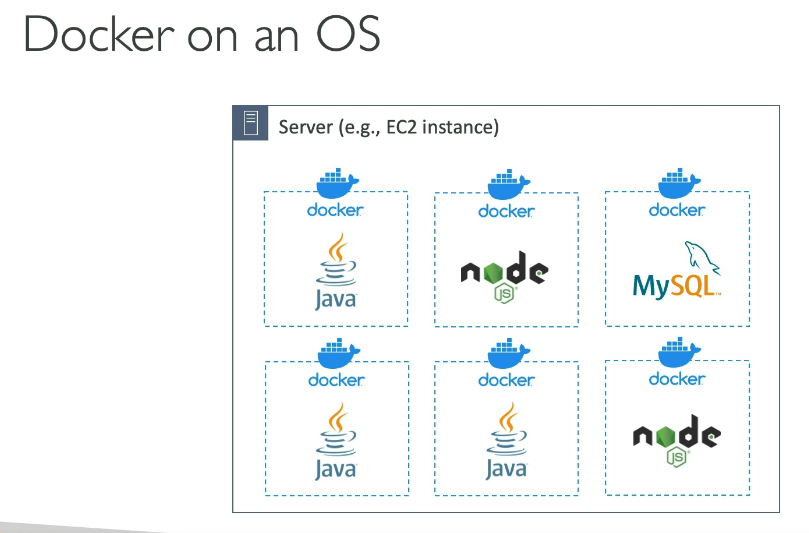 Docker on an OS
Server (e.g., EC2 instance)
docker docker docker
Java node JS MySQL™
docker docker docker
Java Java node JS